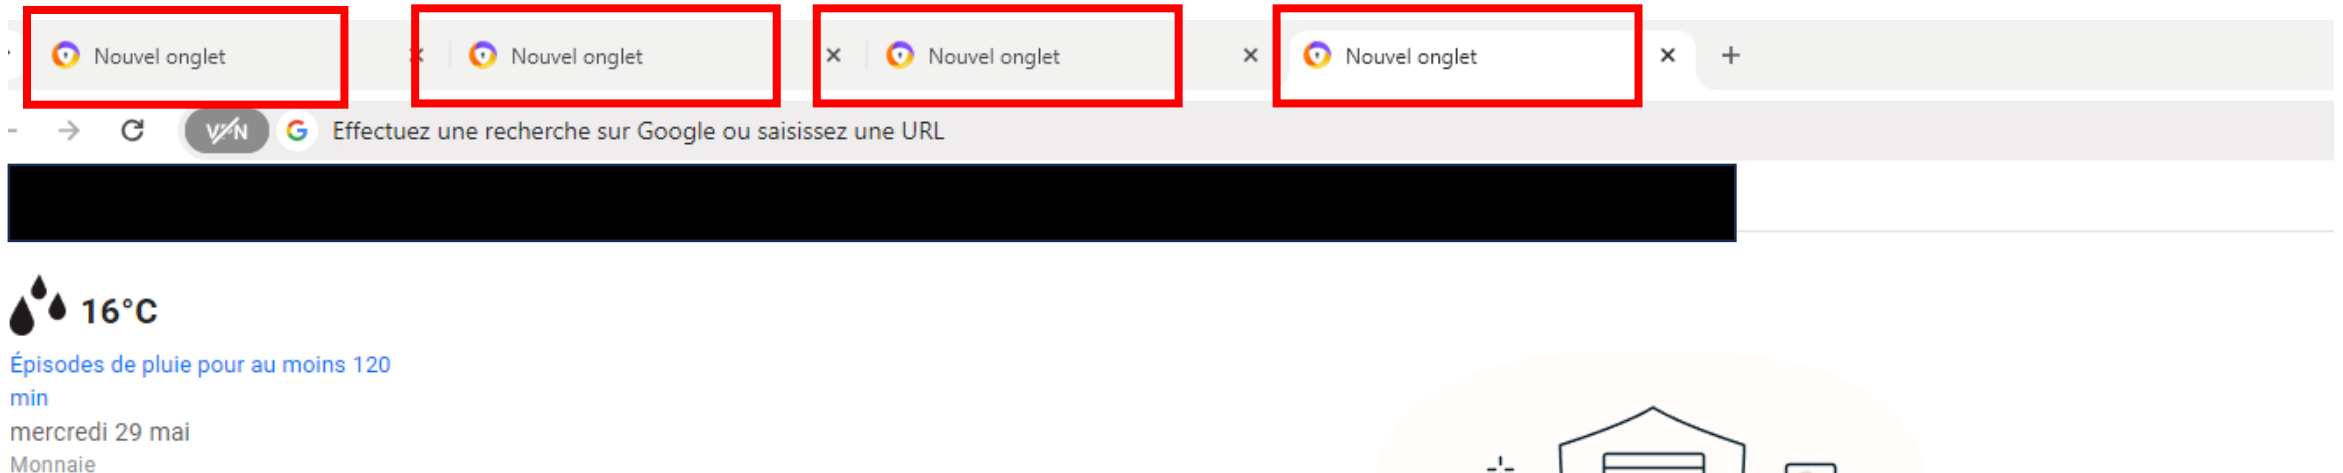 Nouvel onglet Nouvel onglet Nouvel onglet Nouvel onglet
VPN Effectuez une recherche sur Google ou saisissez une URL
16°C
Épisodes de pluie pour au moins 120
min
mercredi 29 mai
Monnaie